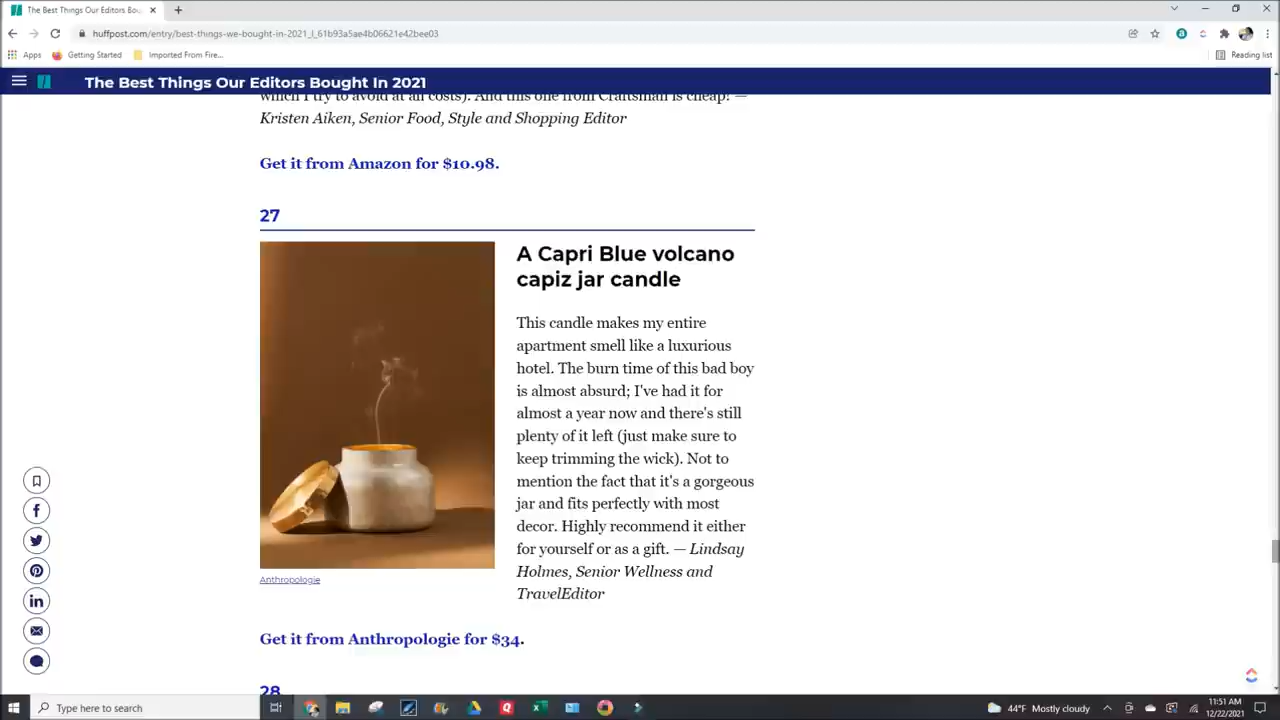 The Best Things Our Editors Bou
huffpost.com/entry/best-things-we-bought-in-2021_l_61b93a5ae4b06621e42bee03
Apps
Getting Started
Imported From Fire...
Reading list
The Best Things Our Editors Bought In 2021
which I try to avoid at all costs). And this one from Craftsman is cheap! —
Kristen Aiken, Senior Food, Style and Shopping Editor
Get it from Amazon for $10.98.
27
A Capri Blue volcano
capiz jar candle
This candle makes my entire
apartment smell like a luxurious
hotel. The burn time of this bad boy
is almost absurd; I've had it for
almost a year now and there's still
plenty of it left (just make sure to
keep trimming the wick). Not to
mention the fact that it's a gorgeous
jar and fits perfectly with most
decor. Highly recommend it either
for yourself or as a gift. — Lindsay
Holmes, Senior Wellness and
TravelEditor
Anthropologie
Get it from Anthropologie for $34.
28
Type here to search
44°F Mostly cloudy
11:51 AM
12/22/2021